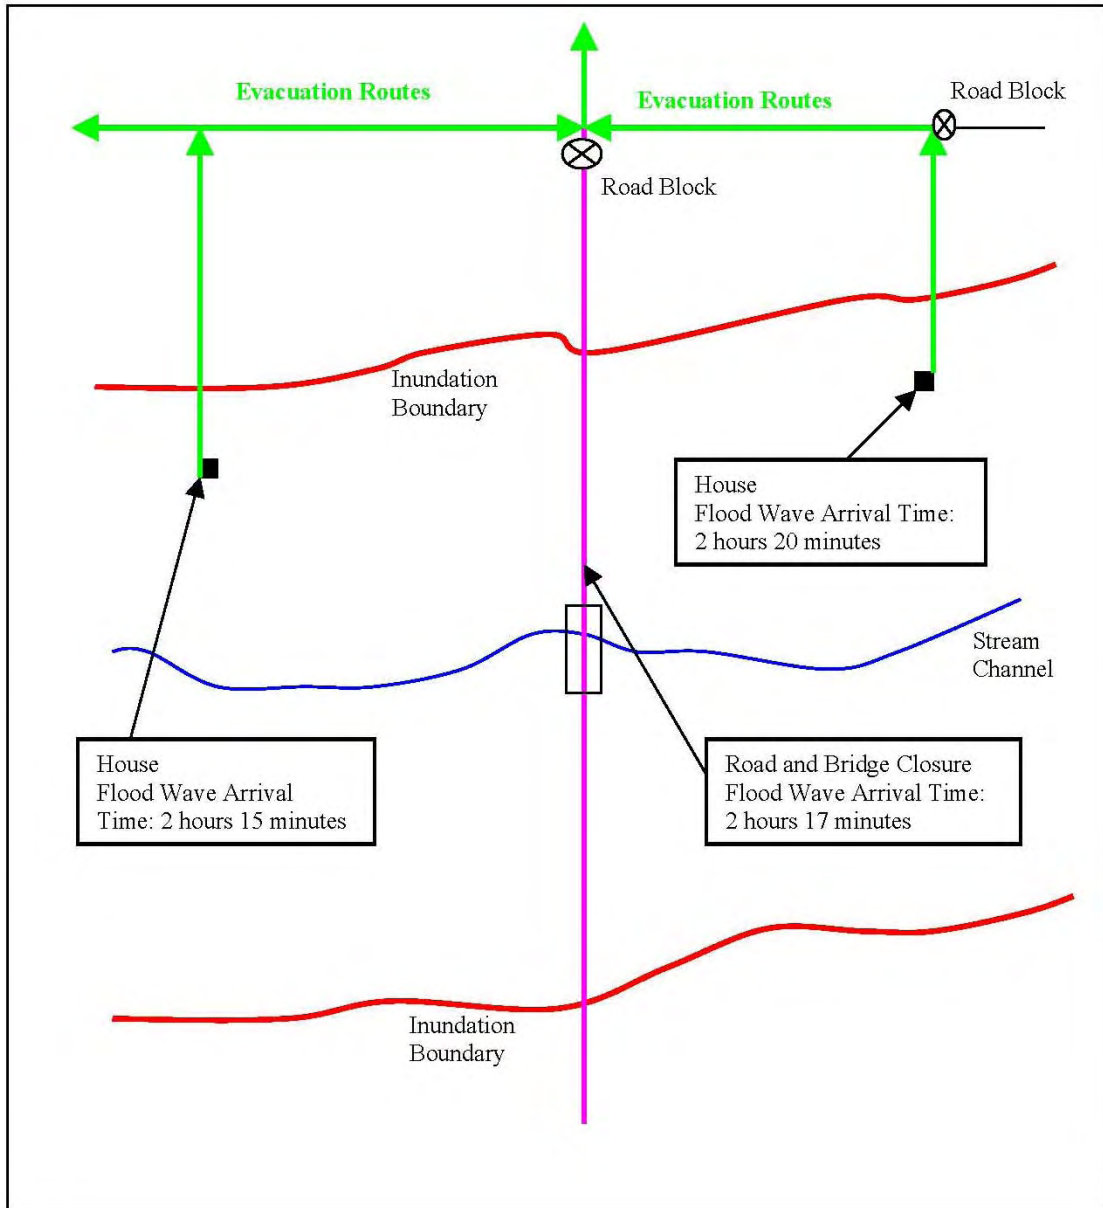 Evacuation Routes
Evacuation Routes
Road Block
Road Block
Inundation
Boundary
House
Flood Wave Arrival Time:
2 hours 20 minutes
Stream
Channel
House
Flood Wave Arrival
Time: 2 hours 15 minutes
Road and Bridge Closure
Flood Wave Arrival Time:
2 hours 17 minutes
Inundation
Boundary